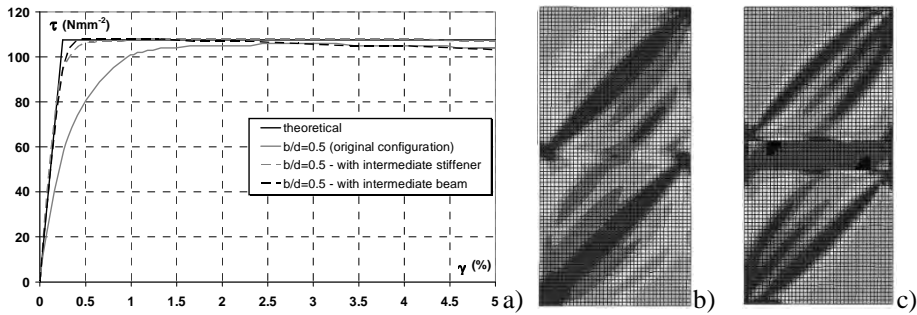 τ (Nmm-2)
120
100
80
60
40
20
0
theoretical
b/d=0.5 (original configuration)
b/d=0.5 - with intermediate stiffener
b/d=0.5 - with intermediate beam
γ (%)
0 0.5 1 1.5 2 2.5 3 3.5 4 4.5 5
a)
b)
c)